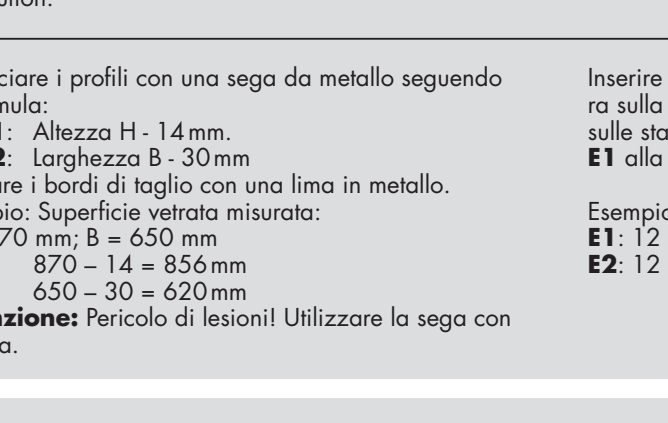 ciare i profili con una sega da metallo seguendo
mula:
: Altezza H - 14 mm.
2: Larghezza B - 30 mm
are i bordi di taglio con una lima in metallo.
pio: Superficie vetrata misurata:
70 mm; B = 650 mm
870 – 14 = 856 mm
650 – 30 = 620 mm
nzione: Pericolo di lesioni! Utilizzare la sega con
a.
Inserire
ra sulla
sulle sta
E1 alla
Esempio
E1: 12
E2: 12